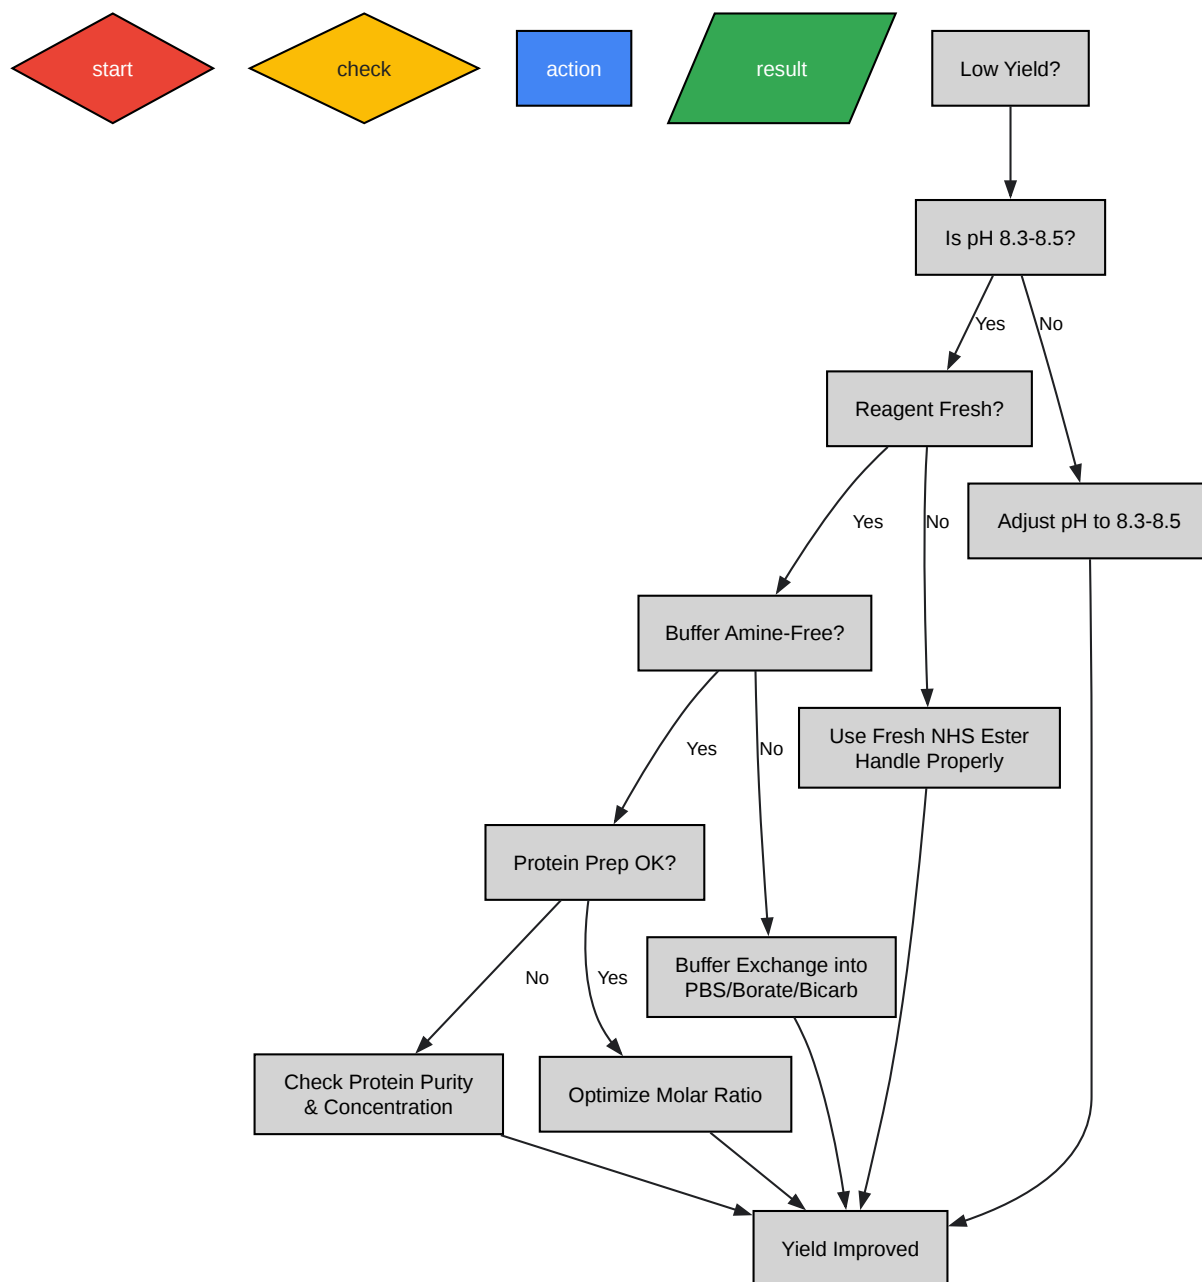 start
check
action
result
Low Yield?
Is pH 8.3-8.5?
Yes
No
Reagent Fresh?
Yes
No
Adjust pH to 8.3-8.5
Buffer Amine-Free?
Yes
No
Use Fresh NHS Ester
Handle Properly
Protein Prep OK?
No
Yes
Buffer Exchange into
PBS/Borate/Bicarb
Check Protein Purity
& Concentration
Optimize Molar Ratio
Yield Improved